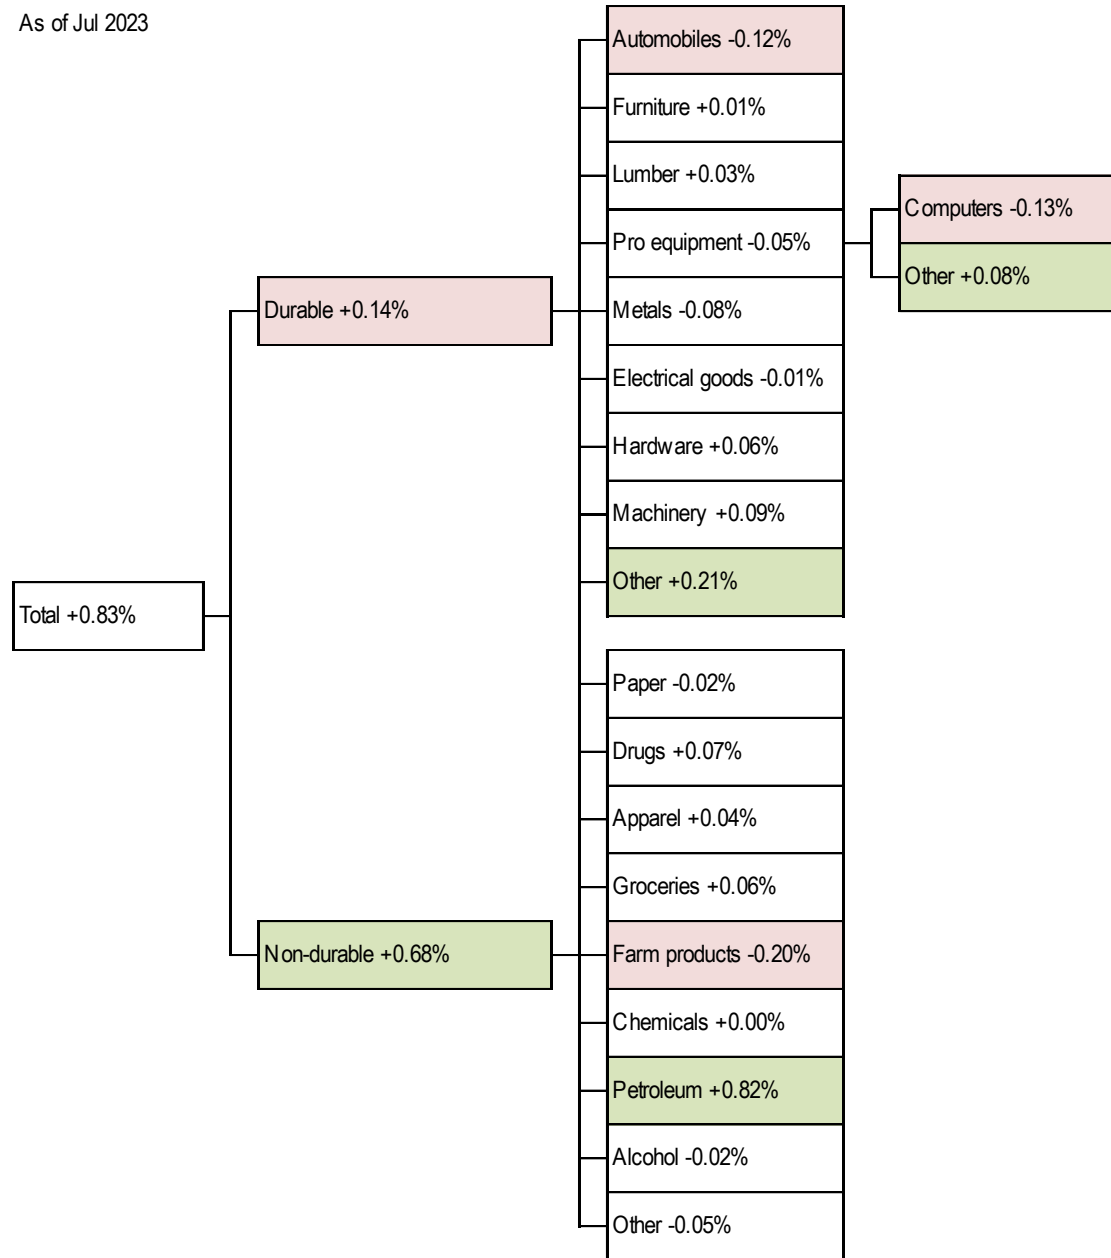 As of Jul 2023
Total +0.83%
Durable +0.14%
Automobiles -0.12%
Furniture +0.01%
Lumber +0.03%
Pro equipment -0.05%
Computers -0.13%
Other +0.08%
Metals -0.08%
Electrical goods -0.01%
Hardware +0.06%
Machinery +0.09%
Other +0.21%
Non-durable +0.68%
Paper -0.02%
Drugs +0.07%
Apparel +0.04%
Groceries +0.06%
Farm products -0.20%
Chemicals +0.00%
Petroleum +0.82%
Alcohol -0.02%
Other -0.05%